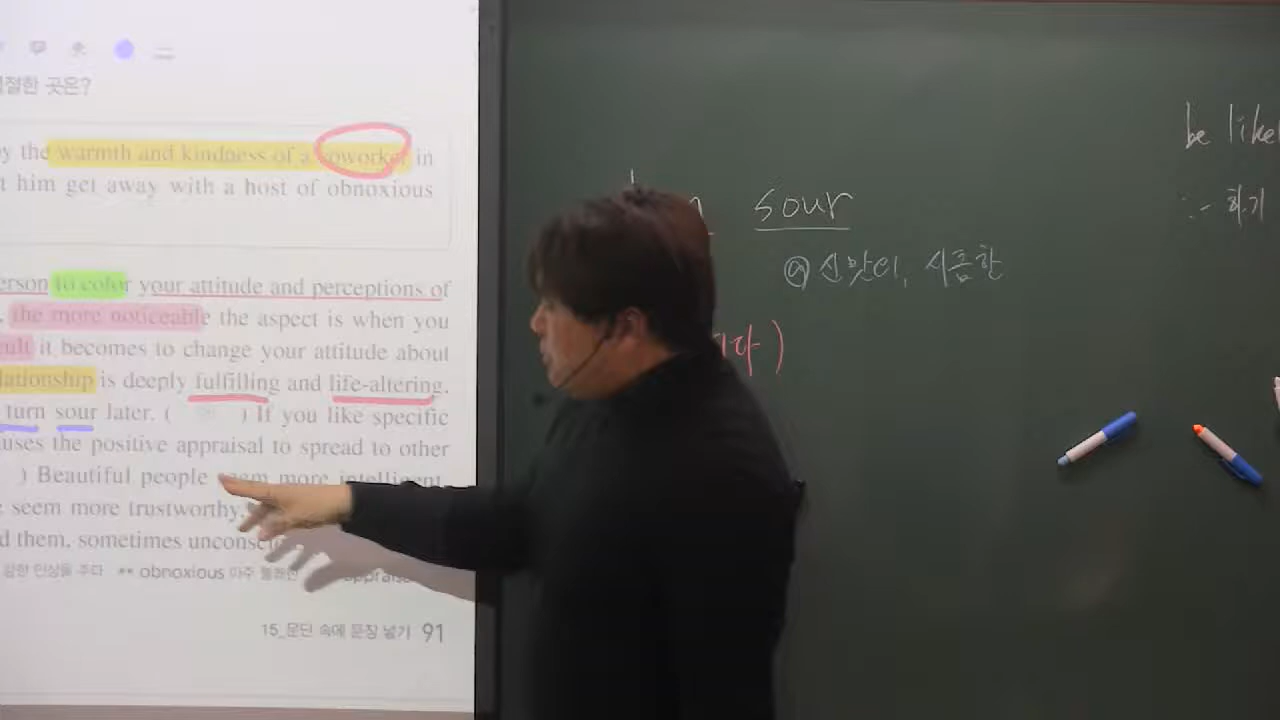 절한 곳은?
by the warmth and kindness of a coworker in
him get away with a host of obnoxious
erson to color your attitude and perceptions of
the more noticeable the aspect is when you
it becomes to change your attitude about
lationship is deeply fulfilling and life-altering.
turn sour later. ( ) If you like specific
auses the positive appraisal to spread to other
) Beautiful people seem more intelligent,
seem more trustworthy,
d them, sometimes
강한 인상을 주다 ** obnoxious 아주 불쾌한
15_문단 속에 문장 넣기 91
sour
ⓐ 신맛이, 시큼한
다)
be like
:~ 하기